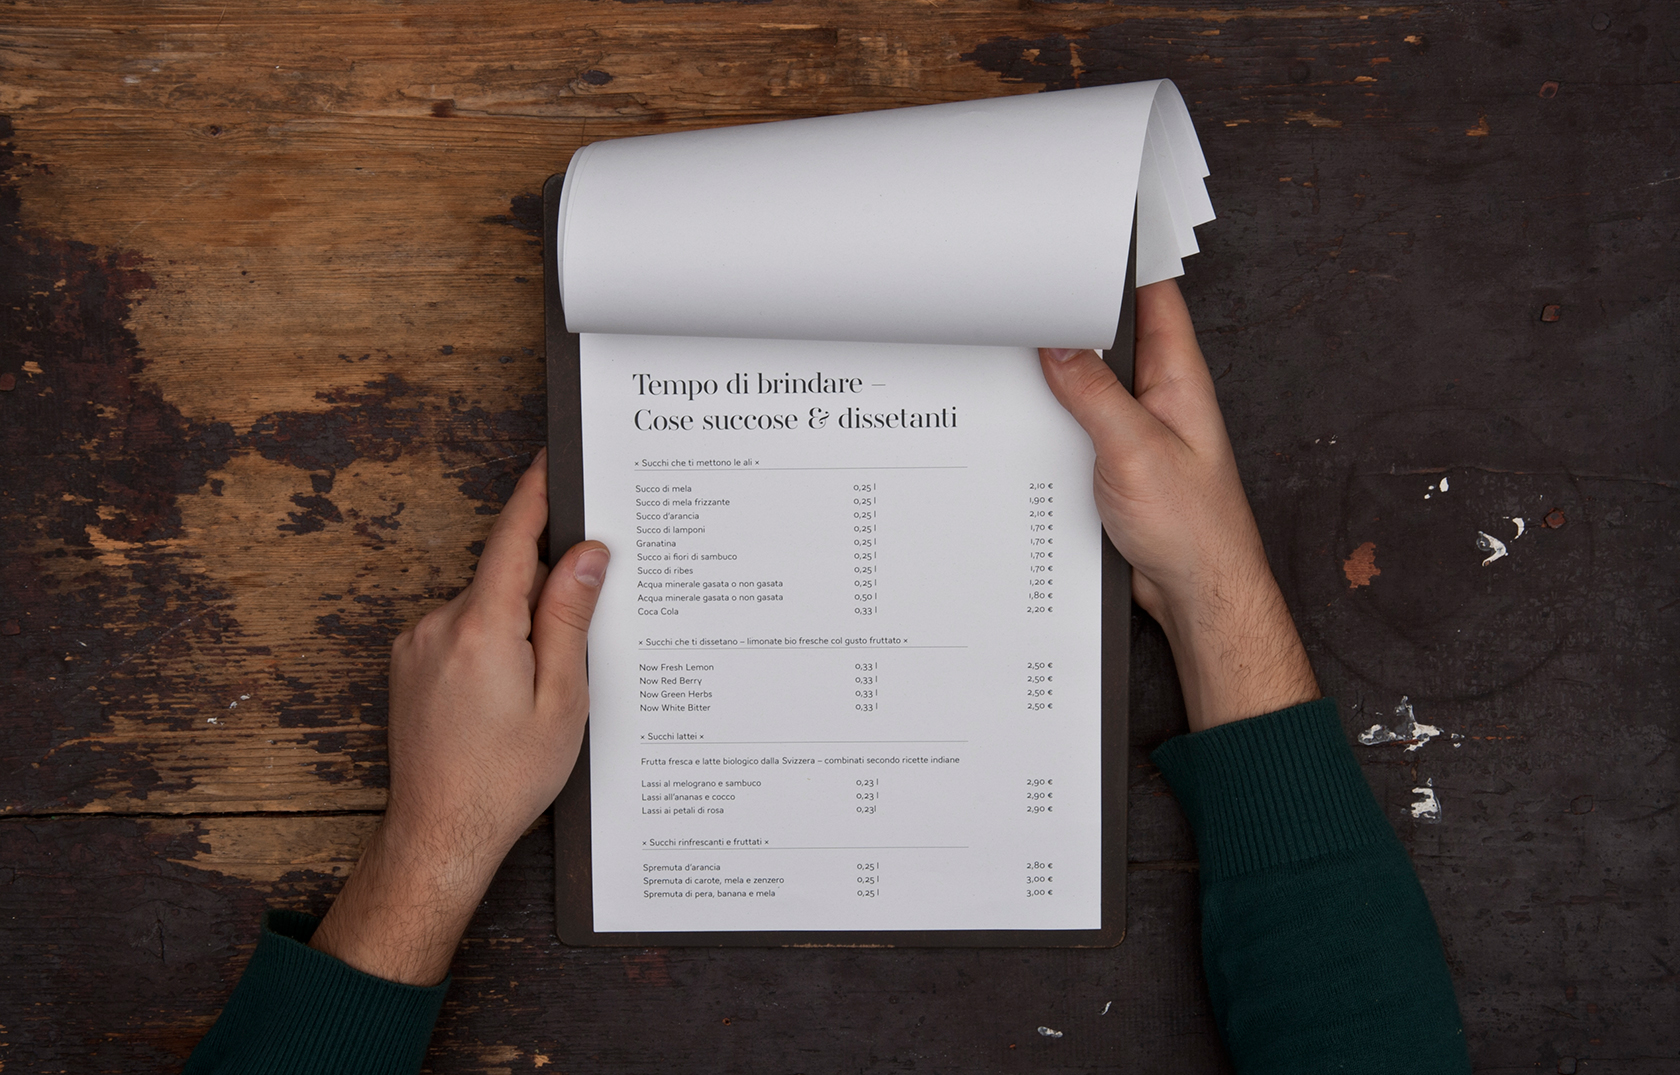 Tempo di brindare –
Cose succose & dissetanti
× Succhi che ti mettono le ali ×
Succo di mela 0,25 l 2,10 €
Succo di mela frizzante 0,25 l 1,90 €
Succo d'arancia 0,25 l 2,10 €
Succo di lamponi 0,25 l 1,70 €
Granatina 0,25 l 1,70 €
Succo ai fiori di sambuco 0,25 l 1,70 €
Succo di ribes 0,25 l 1,70 €
Acqua minerale gasata o non gasata 0,25 l 1,20 €
Acqua minerale gasata o non gasata 0,50 l 1,80 €
Coca Cola 0,33 l 2,20 €
× Succhi che ti dissetano – limonate bio fresche col gusto fruttato ×
Now Fresh Lemon 0,33 l 2,50 €
Now Red Berry 0,33 l 2,50 €
Now Green Herbs 0,33 l 2,50 €
Now White Bitter 0,33 l 2,50 €
× Succhi lattei ×
Frutta fresca e latte biologico dalla Svizzera – combinati secondo ricette indiane
Lassi al melograno e sambuco 0,23 l 2,90 €
Lassi all'ananas e cocco 0,23 l 2,90 €
Lassi ai petali di rosa 0,23l 2,90 €
× Succhi rinfrescanti e fruttati ×
Spremuta d'arancia 0,25 l 2,80 €
Spremuta di carote, mela e zenzero 0,25 l 3,00 €
Spremuta di pera, banana e mela 0,25 l 3,00 €